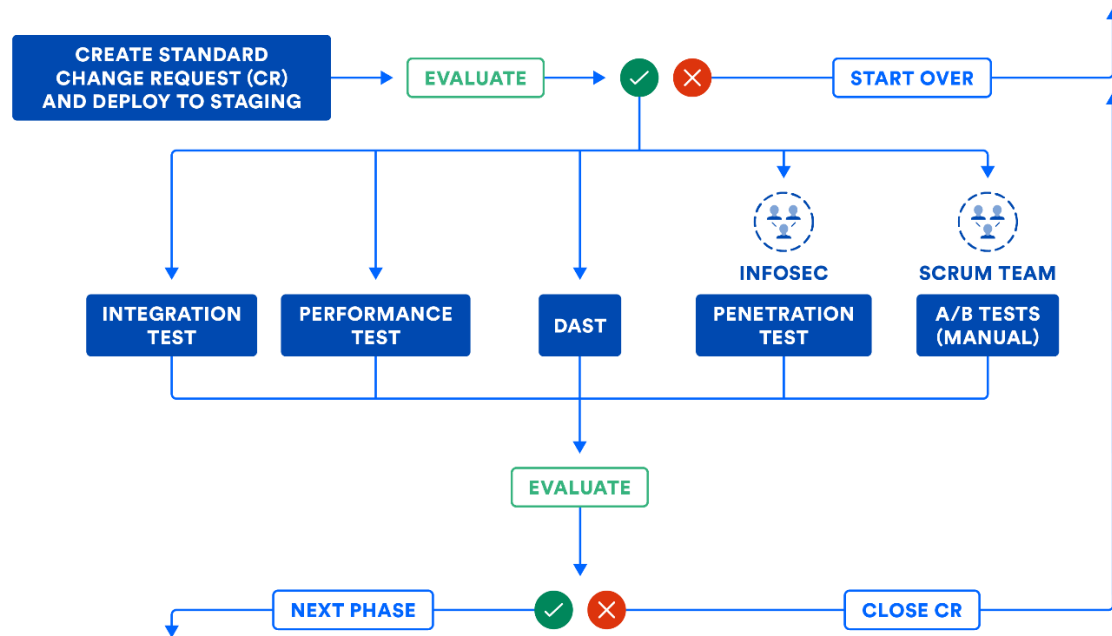 CREATE STANDARD
CHANGE REQUEST (CR)
AND DEPLOY TO STAGING
EVALUATE
START OVER
INFOSEC
SCRUM TEAM
INTEGRATION
TEST
PERFORMANCE
TEST
DAST
PENETRATION
TEST
A/B TESTS
(MANUAL)
EVALUATE
NEXT PHASE
CLOSE CR